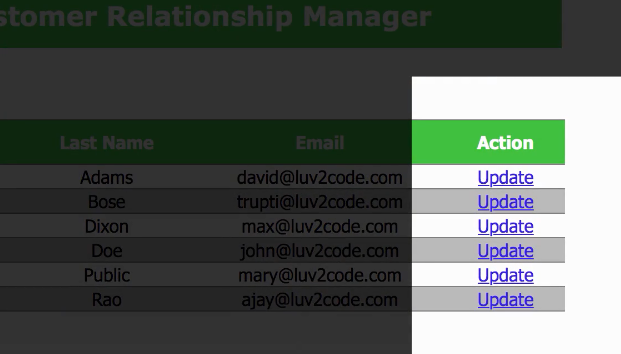 stomer Relationship Manager
Last Name Email Action
Adams david@luv2code.com Update
Bose trupti@luv2code.com Update
Dixon max@luv2code.com Update
Doe john@luv2code.com Update
Public mary@luv2code.com Update
Rao ajay@luv2code.com Update